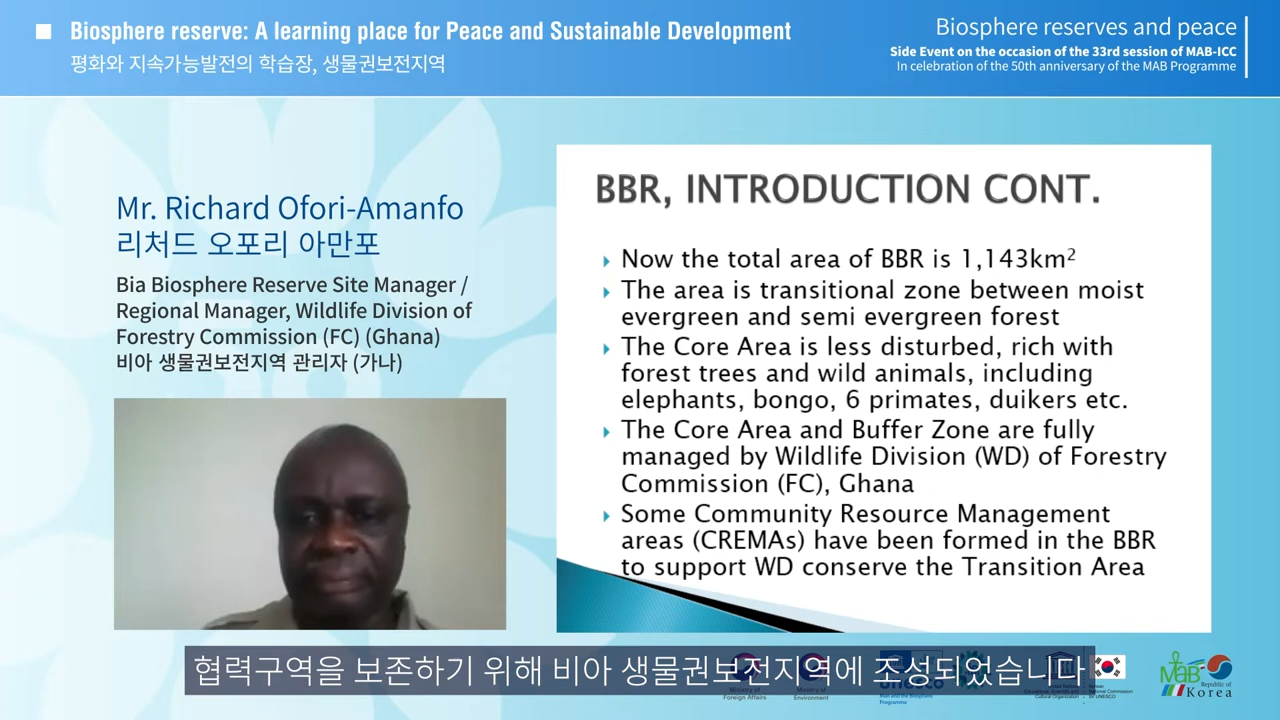 Biosphere reserve: A learning place for Peace and Sustainable Development
평화와 지속가능발전의 학습장, 생물권보전지역
Biosphere reserves and peace
Side Event on the occasion of the 33rd session of MAB-ICC
In celebration of the 50th anniversary of the MAB Programme
Mr. Richard Ofori-Amanfo
리처드 오포리 아만포
Bia Biosphere Reserve Site Manager /
Regional Manager, Wildlife Division of
Forestry Commission (FC) (Ghana)
비아 생물권보전지역 관리자 (가나)
BBR, INTRODUCTION CONT.
Now the total area of BBR is 1,143km²
The area is transitional zone between moist
evergreen and semi evergreen forest
The Core Area is less disturbed, rich with
forest trees and wild animals, including
elephants, bongo, 6 primates, duikers etc.
The Core Area and Buffer Zone are fully
managed by Wildlife Division (WD) of Forestry
Commission (FC), Ghana
Some Community Resource Management
areas (CREMAs) have been formed in the BBR
to support WD conserve the Transition Area
협력구역을 보존하기 위해 비아 생물권보전지역에 조성되었습니다
Ministry of
Foreign Affairs
Ministry of
Environment
unesco
Man and the Biosphere
Programme
MAB
Republic of
Korea